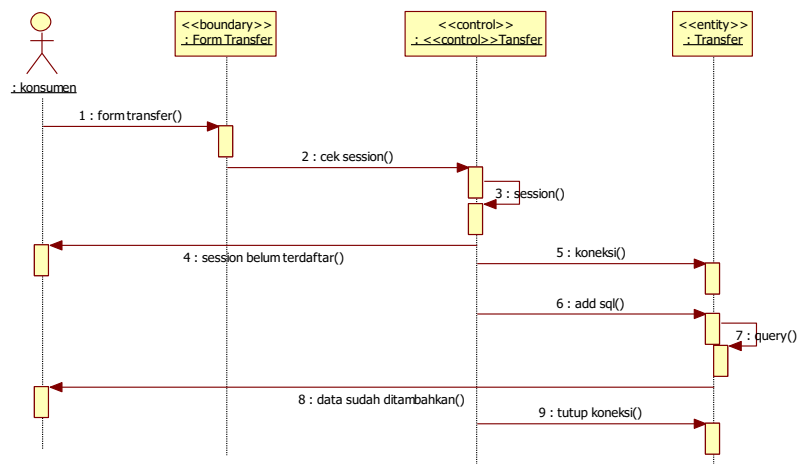 <<boundary>>
: Form Transfer
<<control>>
: <<control>>Tansfer
<<entity>>
: Transfer
: konsumen
1 : form transfer()
2 : cek session()
3 : session()
4 : session belum terdaftar()
5 : koneksi()
6 : add sql()
7 : query()
8 : data sudah ditambahkan()
9 : tutup koneksi()